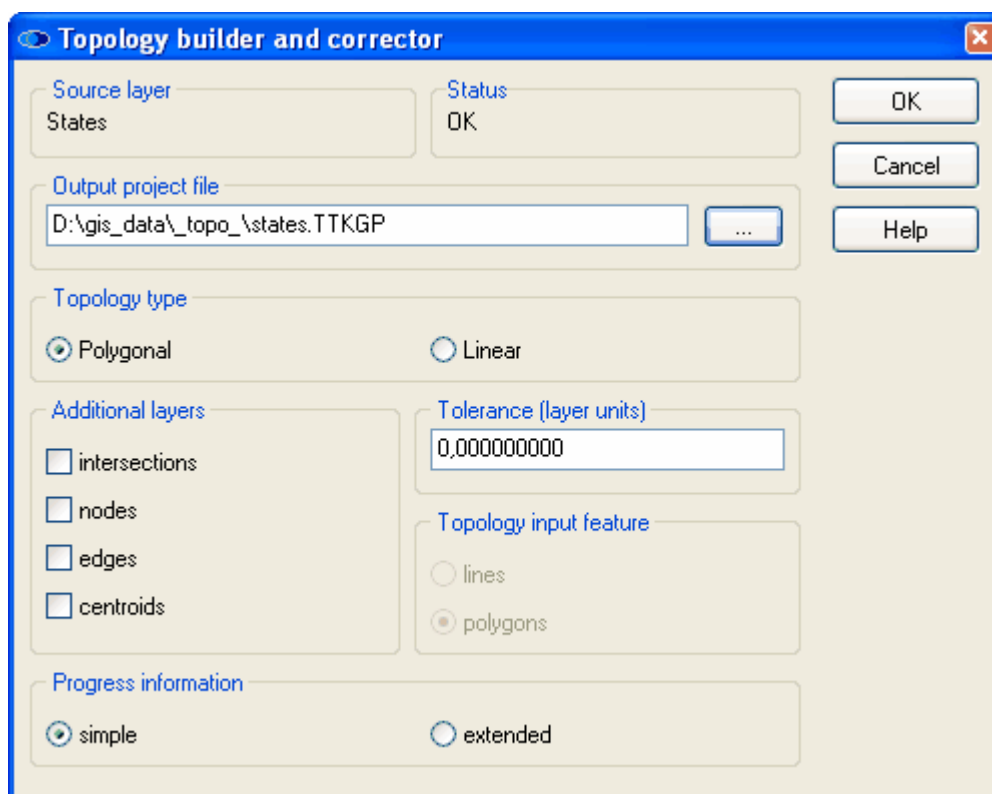 Topology builder and corrector
Source layer
States
Status
OK
OK
Cancel
Help
Output project file
D:\gis_data\_topo_\states.TTKGP
...
Topology type
Polygonal
Linear
Additional layers
intersections
nodes
edges
centroids
Tolerance (layer units)
0,000000000
Topology input feature
lines
polygons
Progress information
simple
extended